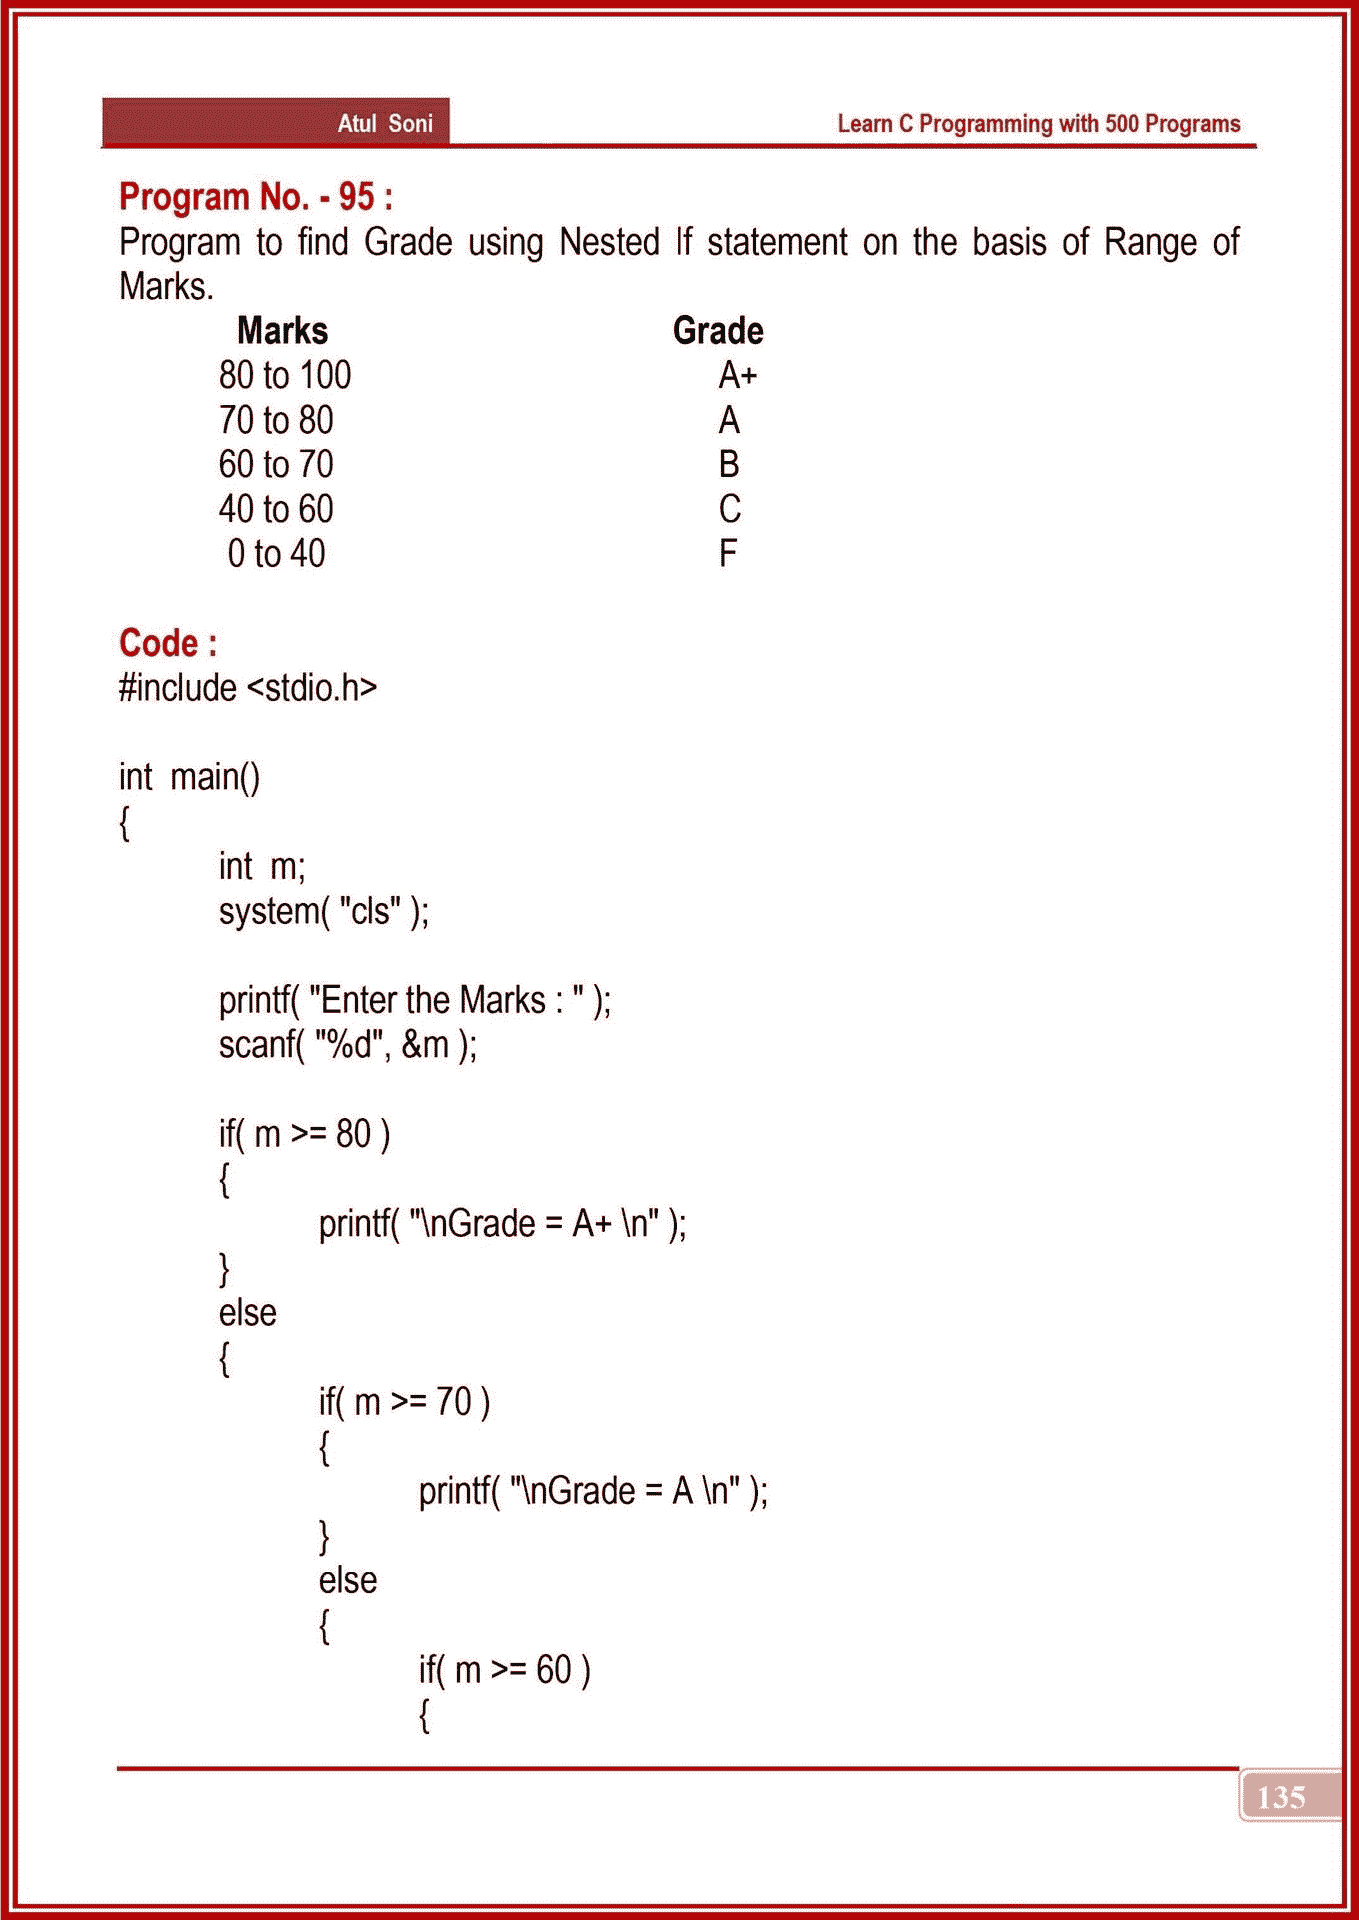 Atul Soni
Learn C Programming with 500 Programs
Program No. - 95 :
Program to find Grade using Nested If statement on the basis of Range of
Marks.
Marks Grade
80 to 100 A+
70 to 80 A
60 to 70 B
40 to 60 C
0 to 40 F
Code :
#include <stdio.h>
int main()
{
int m;
system( "cls" );
printf( "Enter the Marks : " );
scanf( "%d", &m );
if( m >= 80 )
{
printf( "\nGrade = A+ \n" );
}
else
{
if( m >= 70 )
{
printf( "\nGrade = A \n" );
}
else
{
if( m >= 60 )
{
135